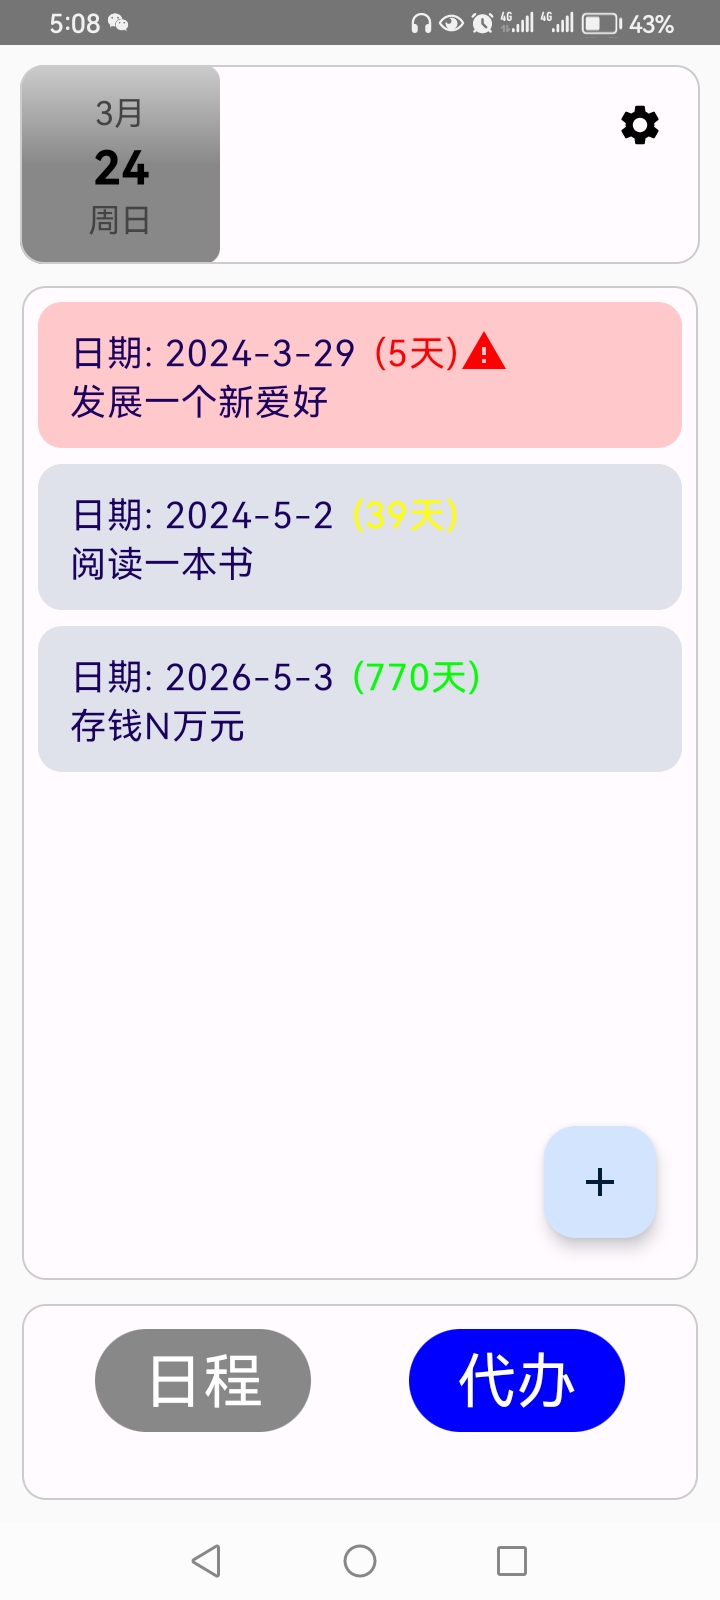 5:08
4G 4G 43%
3月
24
周日
日期: 2024-3-29 (5天)
发展一个新爱好
日期: 2024-5-2 (39天)
阅读一本书
日期: 2026-5-3 (770天)
存钱N万元
+
日程 代办